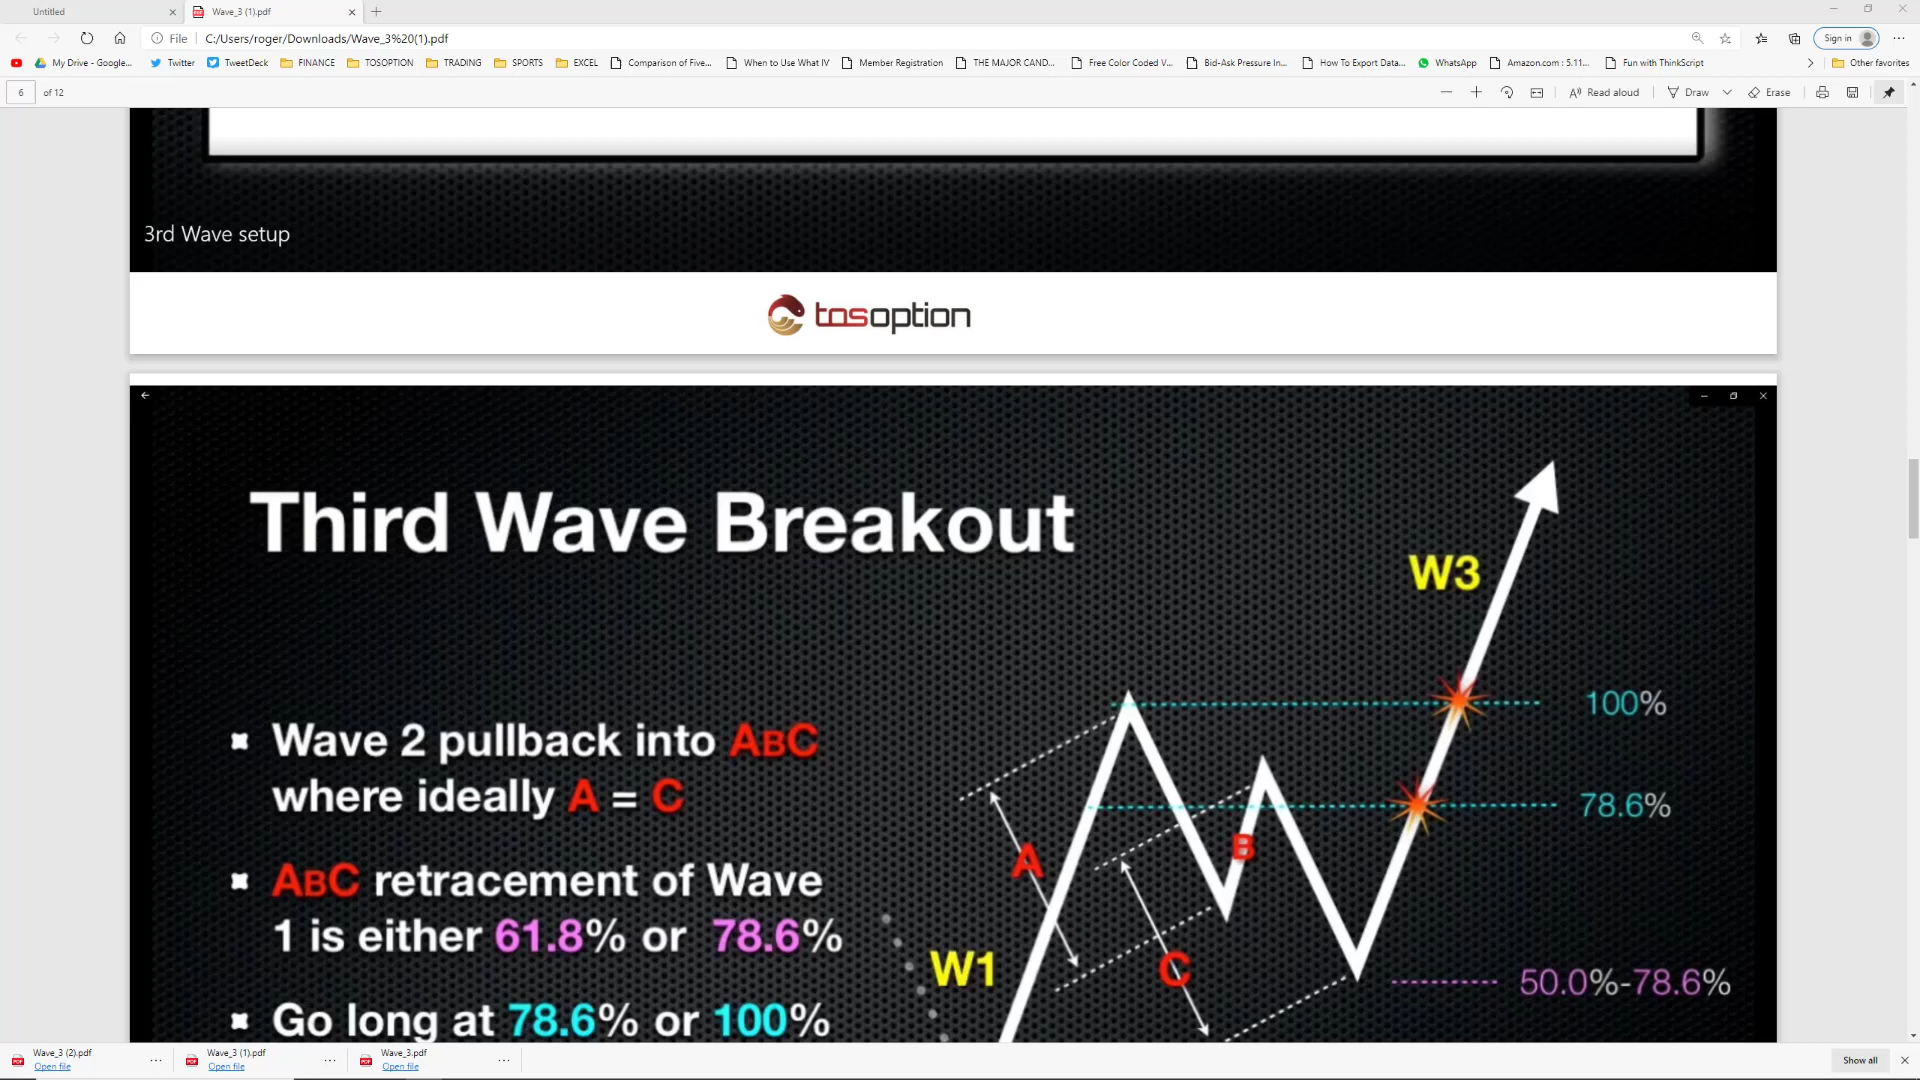 Untitled
Wave_3 (1).pdf
File
C:/Users/roger/Downloads/Wave_3%20(1).pdf
Sign in
My Drive - Google...
Twitter
TweetDeck
FINANCE
TOSOPTION
TRADING
SPORTS
EXCEL
Comparison of Five...
When to Use What IV
Member Registration
THE MAJOR CAND...
Free Color Coded V...
Bid-Ask Pressure In...
How To Export Data...
WhatsApp
Amazon.com : 5.11...
Fun with ThinkScript
Other favorites
6
of 12
Read aloud
Draw
Erase
3rd Wave setup
tosoption
Third Wave Breakout
Wave 2 pullback into ABC
where ideally A = C
ABC retracement of Wave
1 is either 61.8% or 78.6%
Go long at 78.6% or 100%
W3
100%
78.6%
B
A
C
W1
50.0%-78.6%
Wave_3 (2).pdf
Open file
Wave_3 (1).pdf
Open file
Wave_3.pdf
Open file
Show all